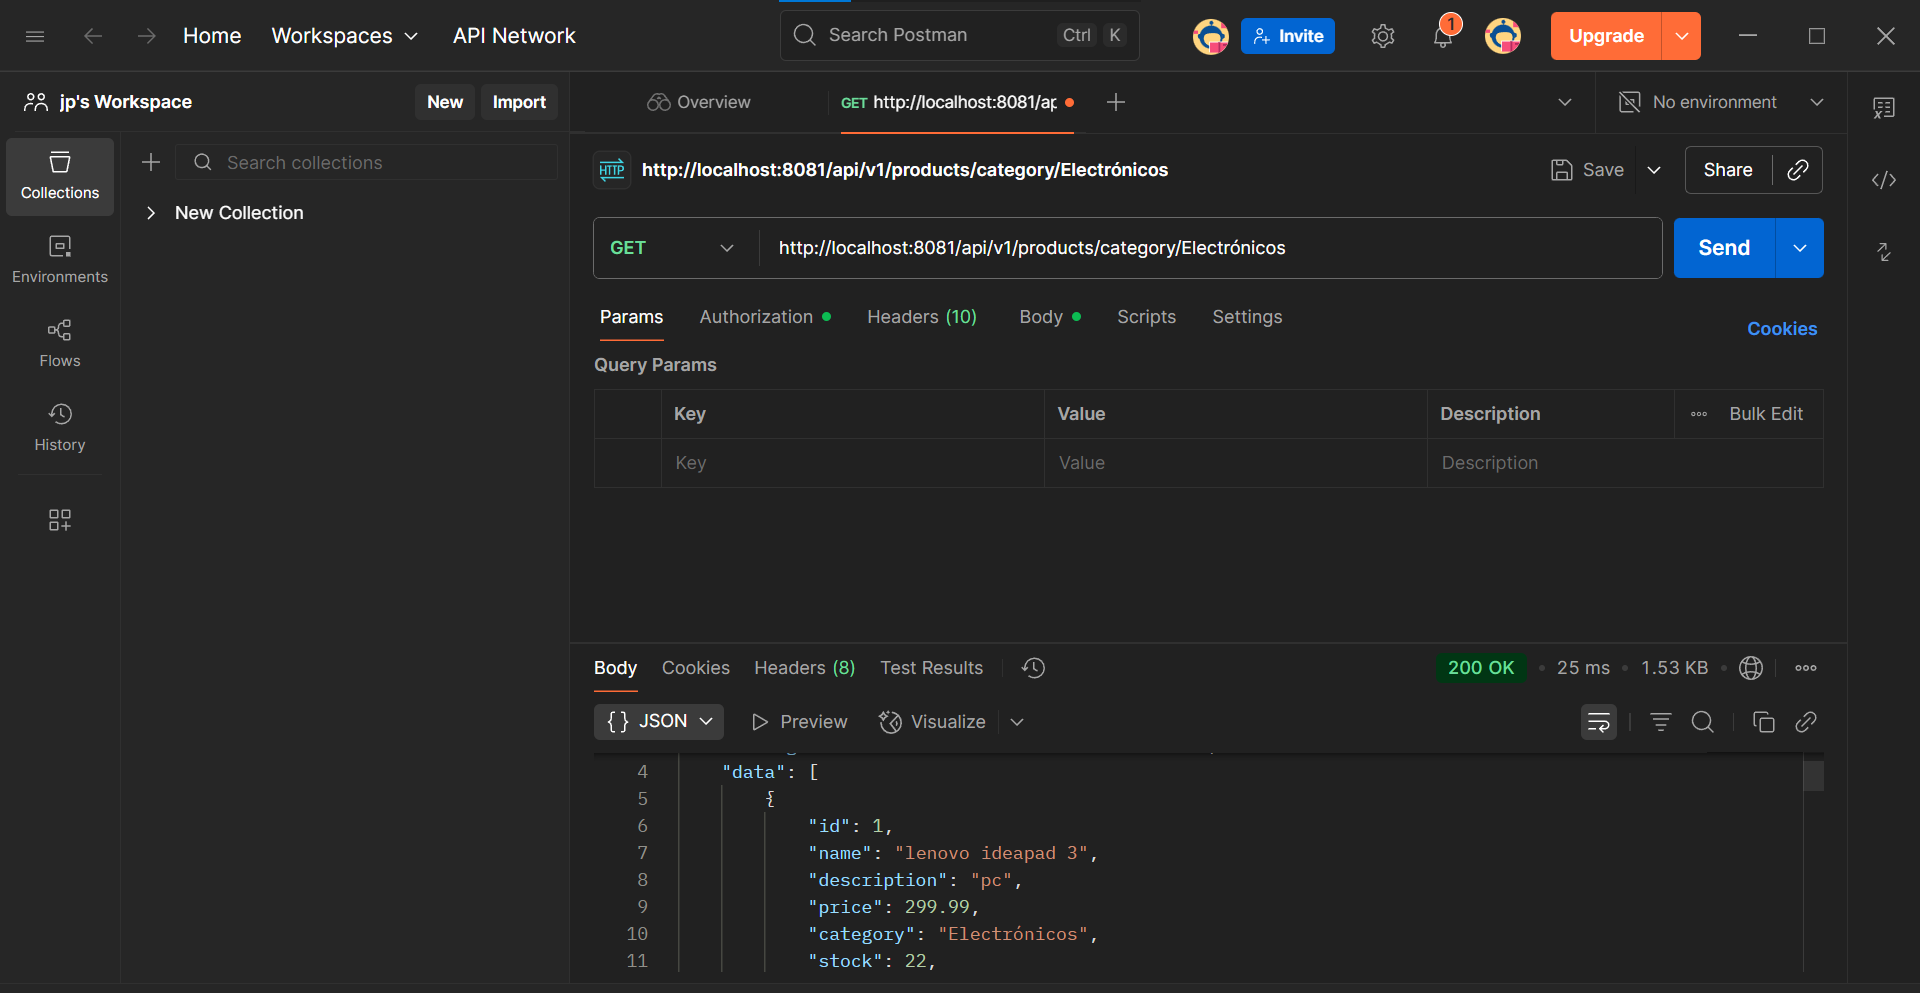 Home Workspaces API Network Search Postman Ctrl K Invite 1 Upgrade
jp's Workspace New Import Overview GET http://localhost:8081/ap No environment
Collections
Search collections
New Collection
Environments
Flows
History
HTTP http://localhost:8081/api/v1/products/category/Electrónicos Save Share
GET http://localhost:8081/api/v1/products/category/Electrónicos Send
Params Authorization Headers (10) Body Scripts Settings Cookies
Query Params
Key Value Description Bulk Edit
Key Value Description
Body Cookies Headers (8) Test Results 200 OK 25 ms 1.53 KB
{} JSON Preview Visualize
4 "data": [
5 {
6 "id": 1,
7 "name": "lenovo ideapad 3",
8 "description": "pc",
9 "price": 299.99,
10 "category": "Electrónicos",
11 "stock": 22,